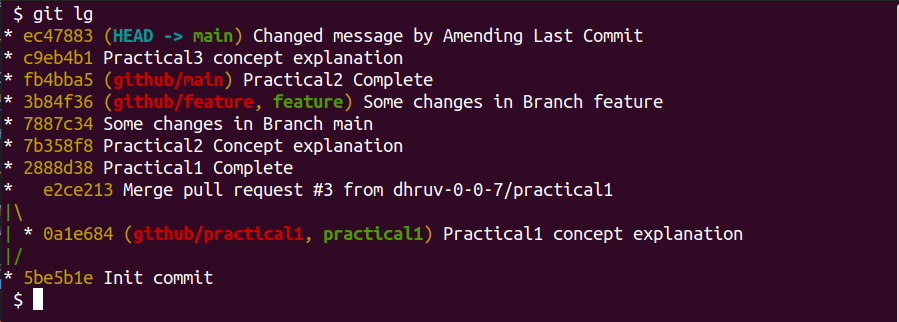 $ git lg
* ec47883 (HEAD -> main) Changed message by Amending Last Commit
* c9eb4b1 Practical3 concept explanation
* fb4bba5 (github/main) Practical2 Complete
* 3b84f36 (github/feature, feature) Some changes in Branch feature
* 7887c34 Some changes in Branch main
* 7b358f8 Practical2 Concept explanation
* 2888d38 Practical1 Complete
*   e2ce213 Merge pull request #3 from dhruv-0-0-7/practical1
|\
| * 0a1e684 (github/practical1, practical1) Practical1 concept explanation
|/
* 5be5b1e Init commit
$